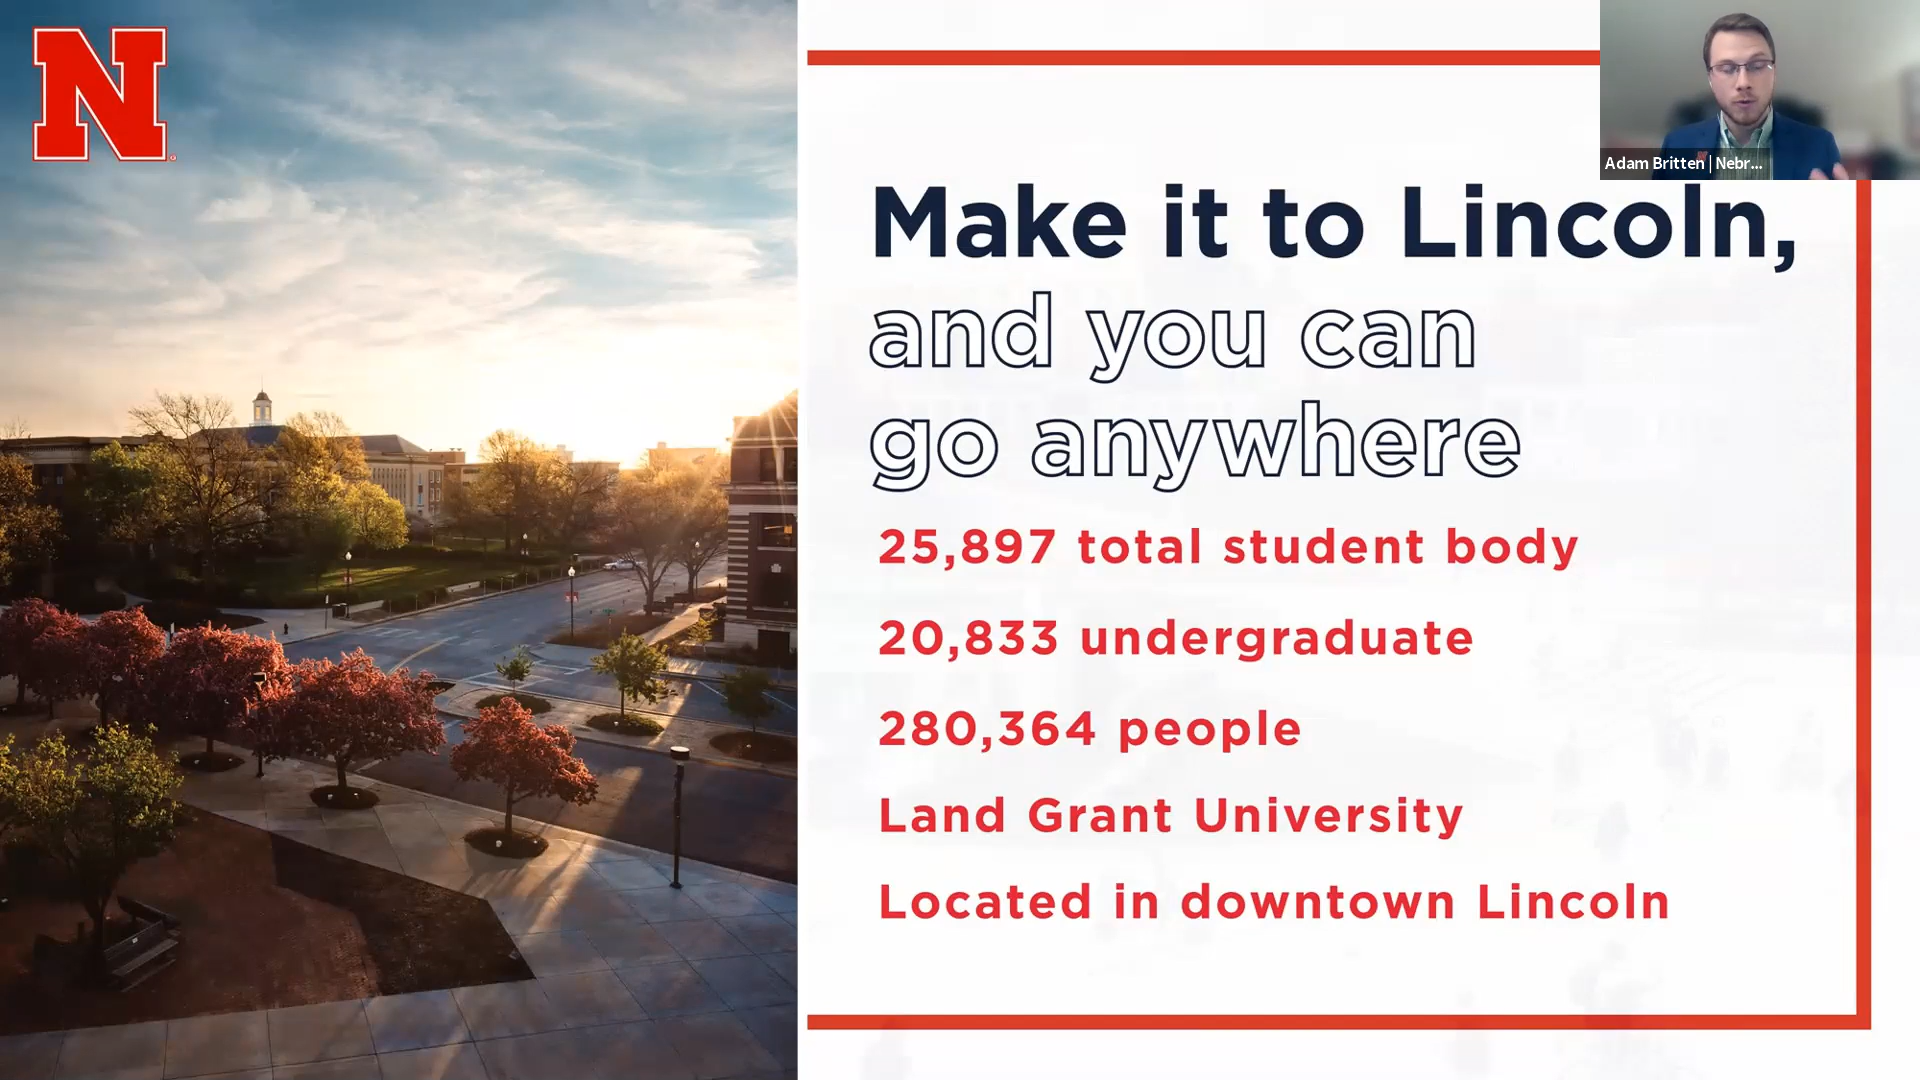 N
Adam Britten | Nebr...
Make it to Lincoln,
and you can
go anywhere
25,897 total student body
20,833 undergraduate
280,364 people
Land Grant University
Located in downtown Lincoln